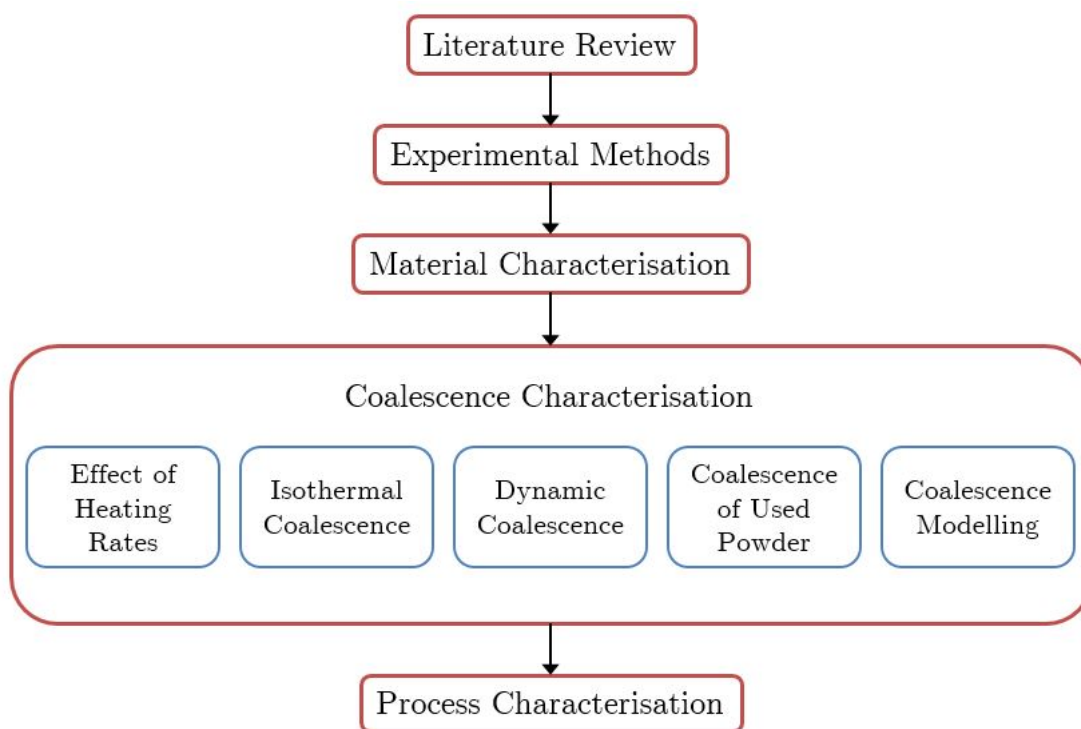 Literature Review
Experimental Methods
Material Characterisation
Coalescence Characterisation
Effect of
Heating
Rates
Isothermal
Coalescence
Dynamic
Coalescence
Coalescence
of Used
Powder
Coalescence
Modelling
Process Characterisation